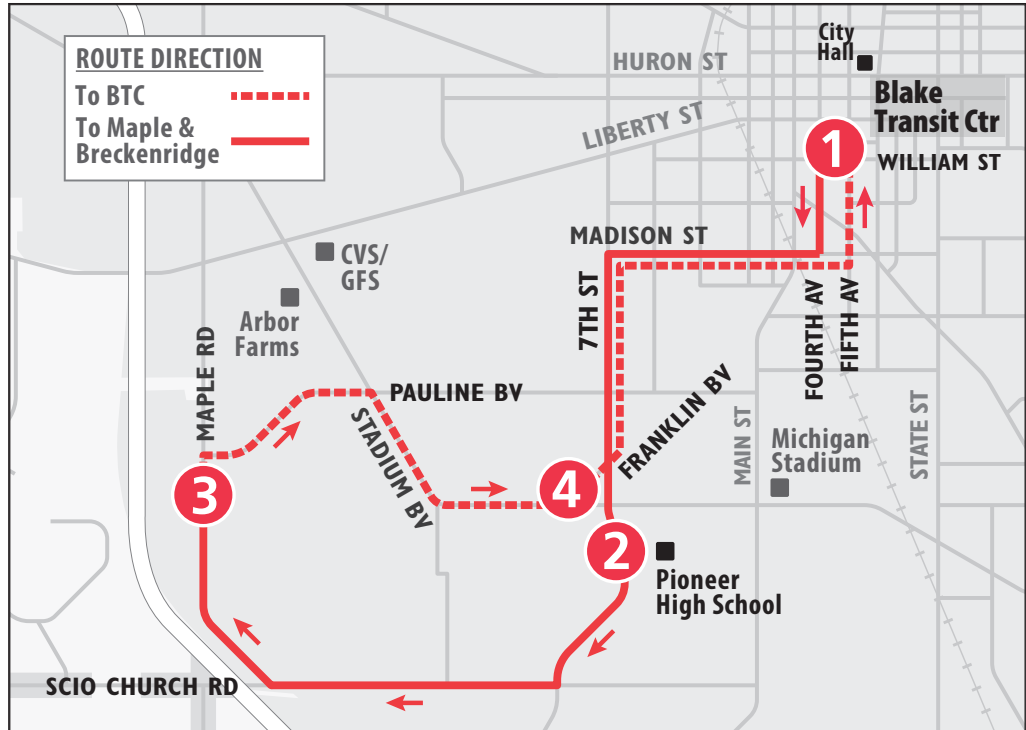 ROUTE DIRECTION
To BTC
To Maple &
Breckenridge
City
Hall
HURON ST
Blake
Transit Ctr
LIBERTY ST
1
WILLIAM ST
MADISON ST
CVS/
GFS
7TH ST
FOURTH AV
FIFTH AV
Arbor
Farms
MAPLE RD
PAULINE BV
STADIUM BV
FRANKLIN BV
MAIN ST
Michigan
Stadium
STATE ST
3
4
2
Pioneer
High School
SCIO CHURCH RD